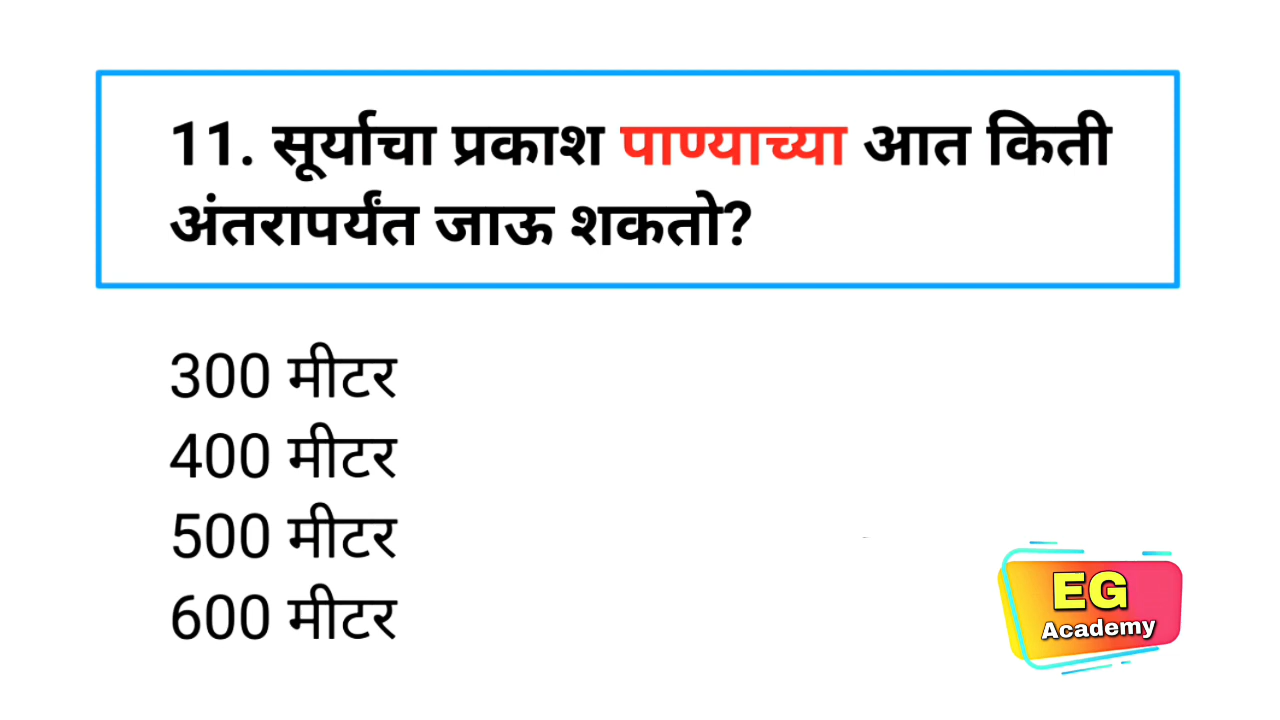 11. सूर्याचा प्रकाश पाण्याच्या आत किती
अंतरापर्यंत जाऊ शकतो?
300 मीटर
400 मीटर
500 मीटर
600 मीटर
EG
Academy